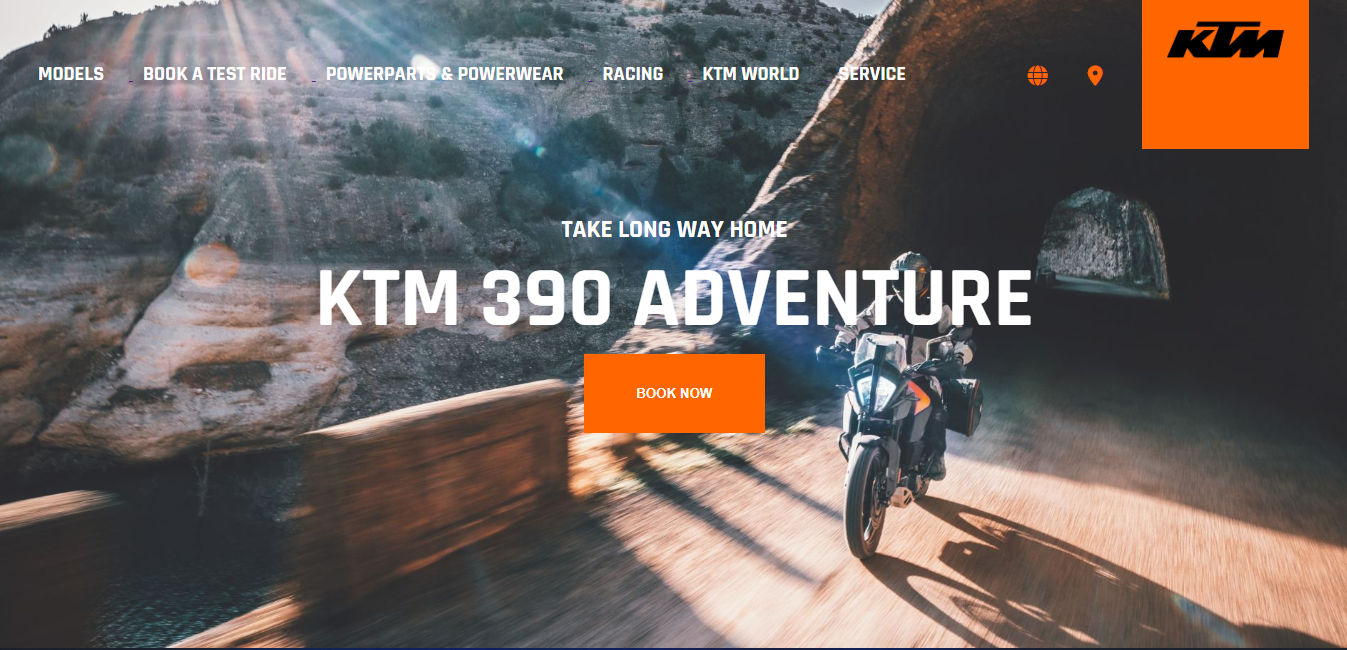 MODELS BOOK A TEST RIDE POWERPARTS & POWERWEAR RACING KTM WORLD SERVICE
KTM
TAKE LONG WAY HOME
KTM 390 ADVENTURE
BOOK NOW